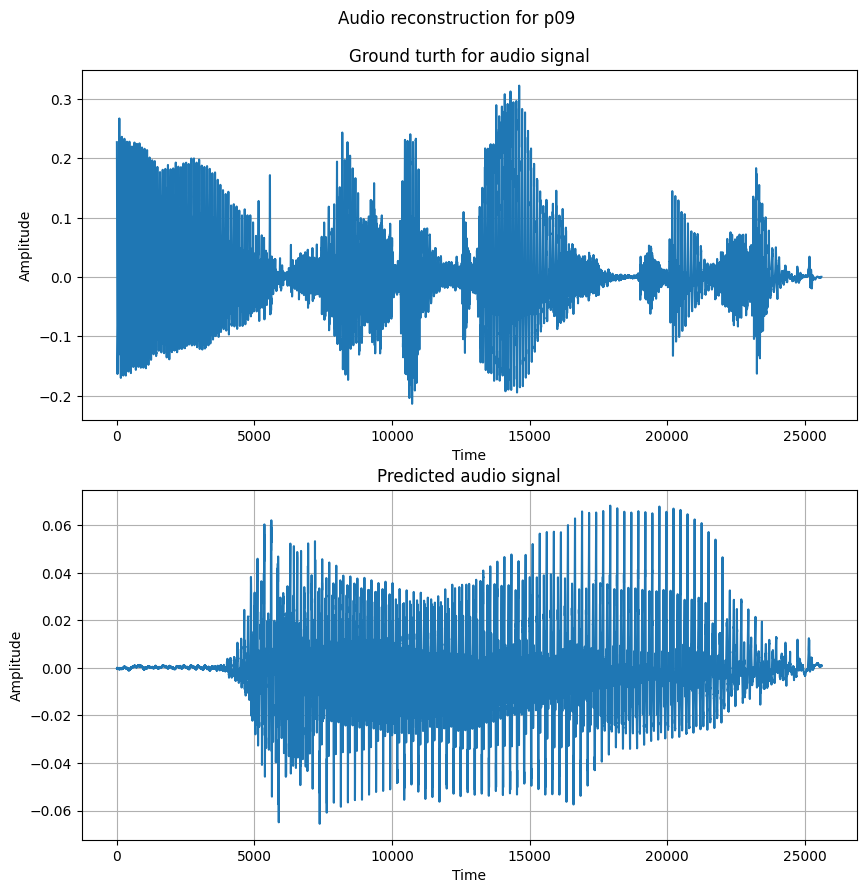 Audio reconstruction for p09
Ground turth for audio signal
0.3
0.2
0.1
0.0
−0.1
−0.2
Amplitude
0 5000 10000 15000 20000 25000
Time
Predicted audio signal
0.06
0.04
0.02
0.00
−0.02
−0.04
−0.06
Amplitude
0 5000 10000 15000 20000 25000
Time